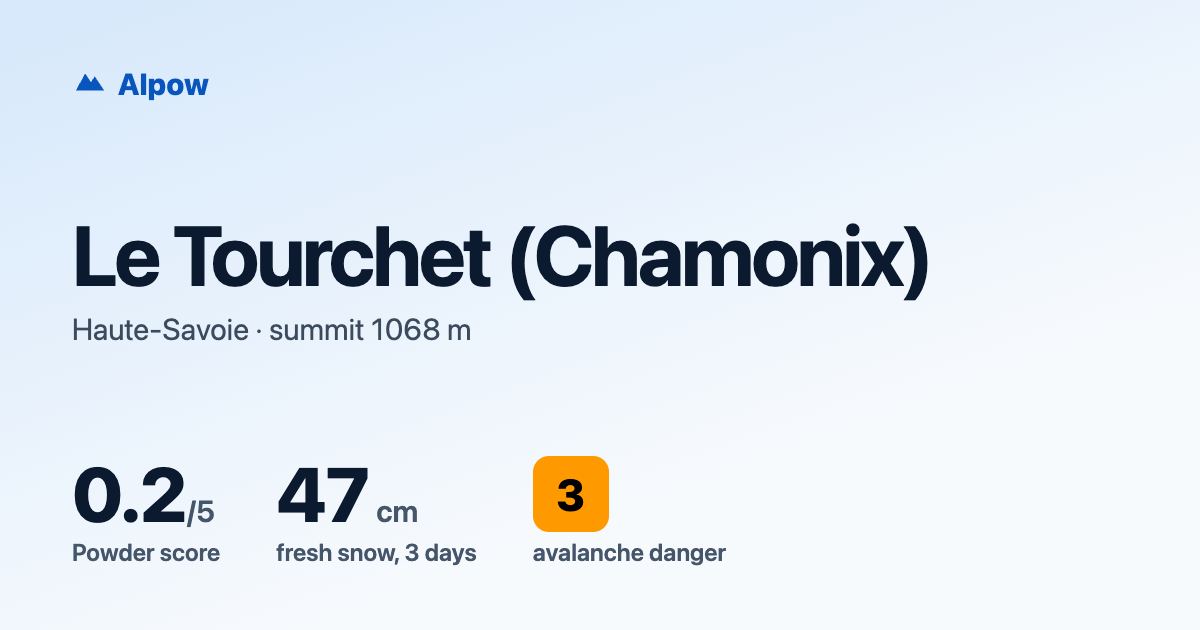 Alpow
Le Tourchet (Chamonix)
Haute-Savoie · summit 1068 m
0.2/5 47 cm 3
Powder score fresh snow, 3 days avalanche danger